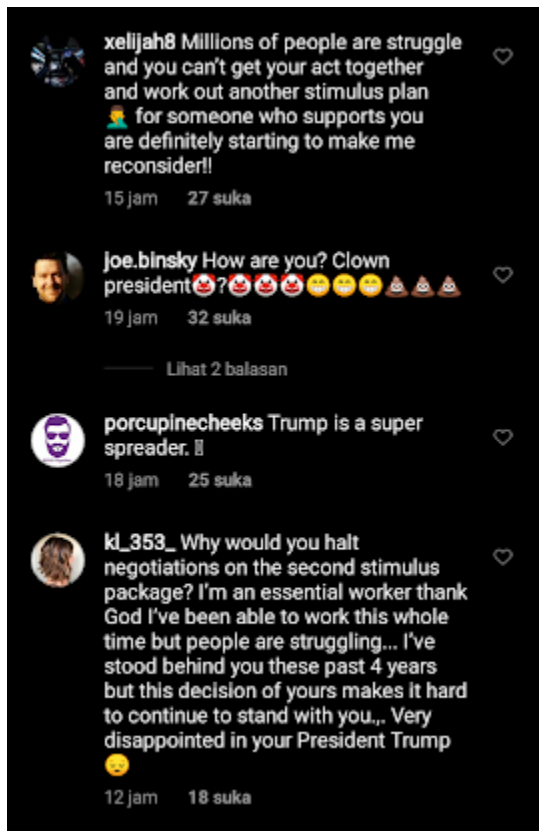 xelijah8 Millions of people are struggle
and you can't get your act together
and work out another stimulus plan
🤦‍♂️ for someone who supports you
are definitely starting to make me
reconsider!!
15 jam 27 suka
joe.binsky How are you? Clown
president🤡?🤡🤡🤡😁😁😁💩💩💩
19 jam 32 suka
Lihat 2 balasan
porcupinecheeks Trump is a super
spreader. ▯
18 jam 25 suka
kl_353_ Why would you halt
negotiations on the second stimulus
package? I'm an essential worker thank
God I've been able to work this whole
time but people are struggling... I've
stood behind you these past 4 years
but this decision of yours makes it hard
to continue to stand with you.,. Very
disappointed in your President Trump
😔
12 jam 18 suka